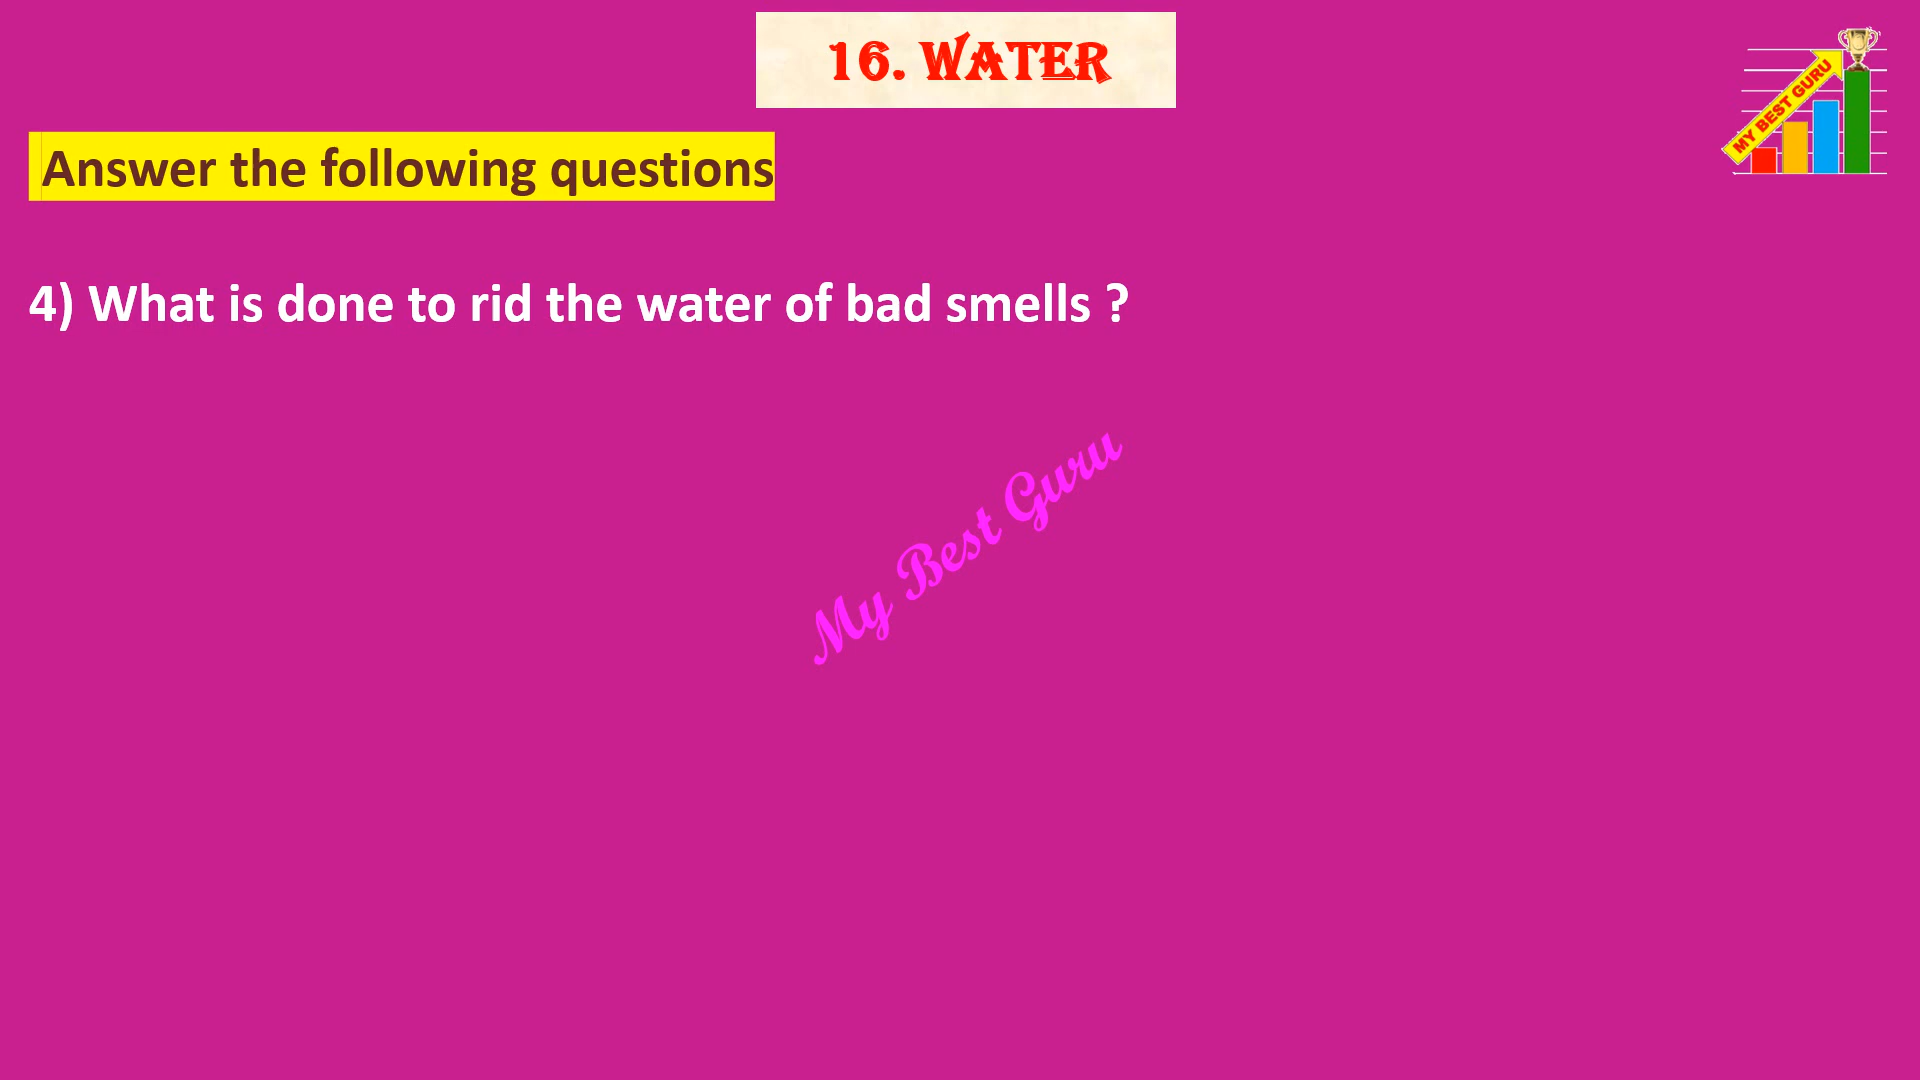 16. WATER
MY BEST GURU
Answer the following questions
4) What is done to rid the water of bad smells ?
My Best Guru